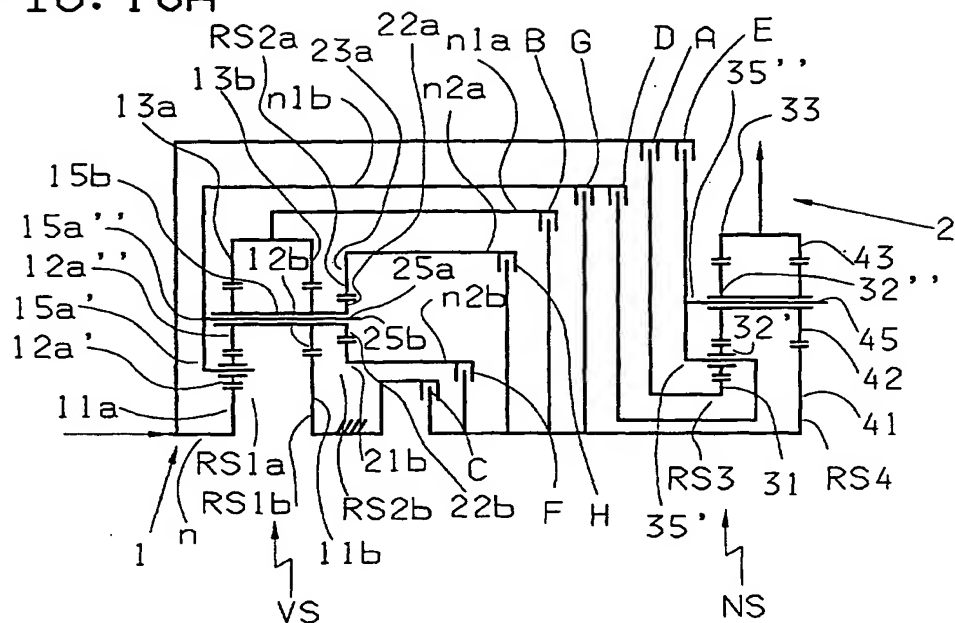 RS2a 23a 22a n1a B G D A E
13b n1b n2a 35''
13a 33
15b
15a''
12a'' 12b 25a n2b 2
15a' 43
12a' 25b 32''
32' 45
11a 42
RS1a 21b C RS3 31 41
n RS1b RS2b 22b F H 35' RS4
1 11b
VS NS